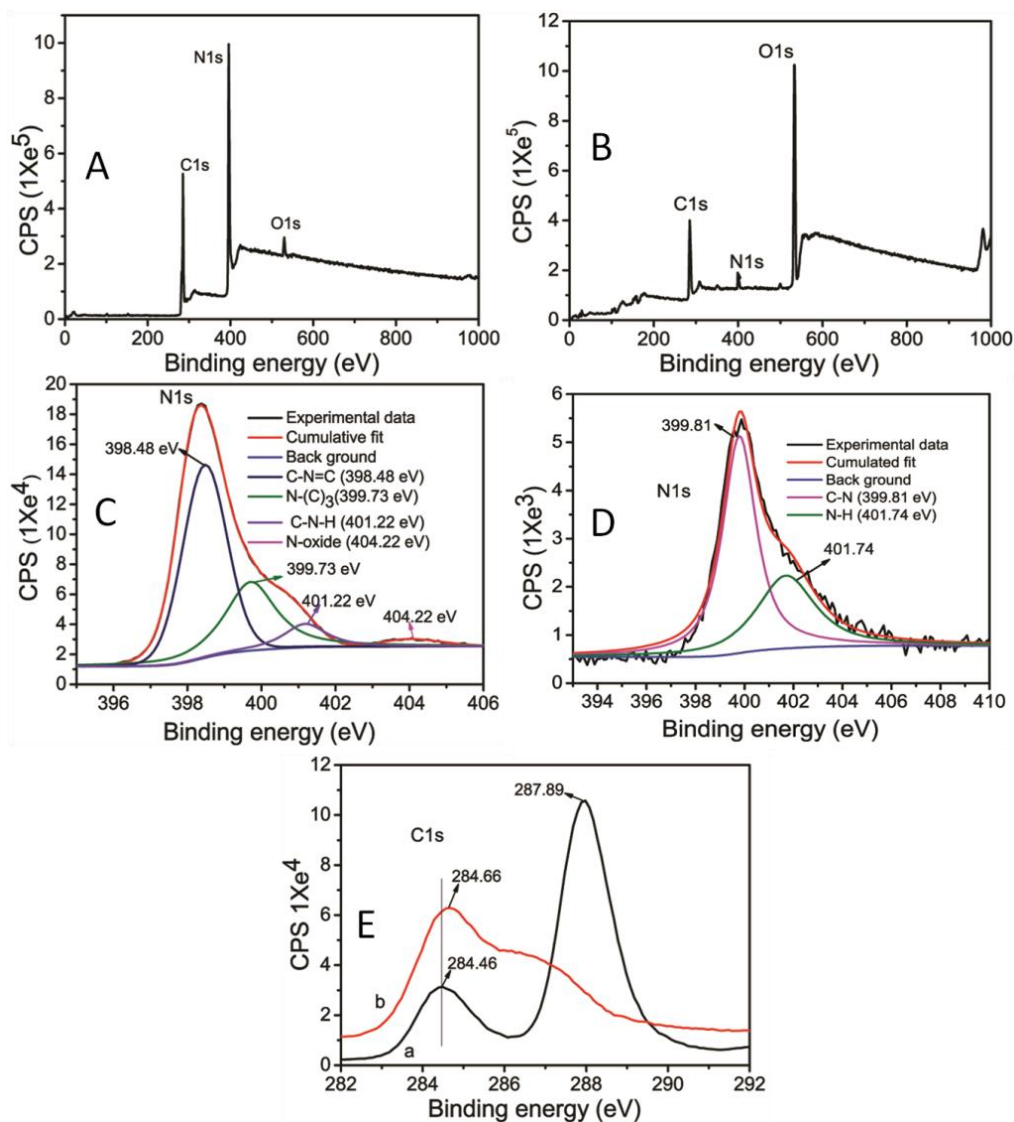 A
CPS (1Xe⁵)
10
8
6
4
2
0
N1s
C1s
O1s
0 200 400 600 800 1000
Binding energy (eV)
B
CPS (1Xe⁵)
12
10
8
6
4
2
0
O1s
C1s
N1s
0 200 400 600 800 1000
Binding energy (eV)
C
CPS (1Xe⁴)
20
18
16
14
12
10
8
6
4
2
0
N1s
398.48 eV
Experimental data
Cumulative fit
Back ground
C-N=C (398.48 eV)
N-(C)₃(399.73 eV)
C-N-H (401.22 eV)
N-oxide (404.22 eV)
399.73 eV
401.22 eV
404.22 eV
396 398 400 402 404 406
Binding energy (eV)
D
CPS (1Xe³)
6
5
4
3
2
1
0
399.81
N1s
Experimental data
Cumulated fit
Back ground
C-N (399.81 eV)
N-H (401.74 eV)
401.74
394 396 398 400 402 404 406 408 410
Binding energy (eV)
E
CPS 1Xe⁴
12
10
8
6
4
2
0
287.89
C1s
284.66
284.46
b
a
282 284 286 288 290 292
Binding energy (eV)